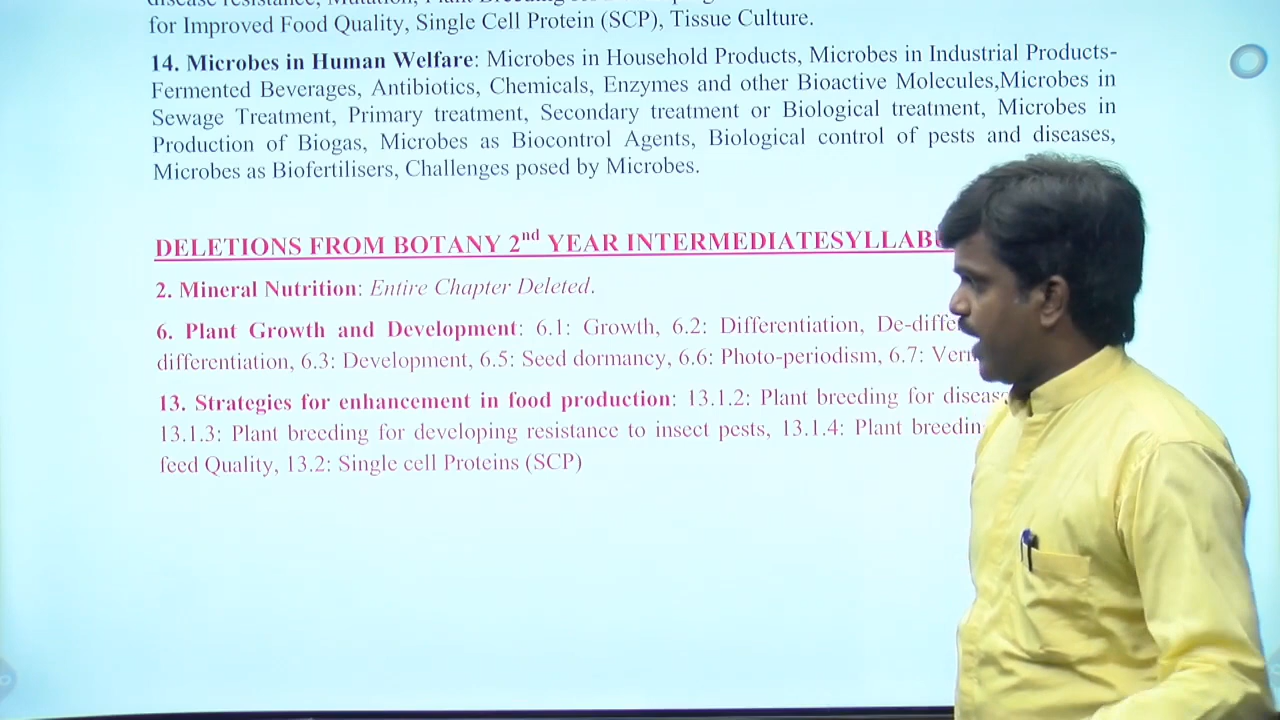 disease resistance, Mutation, Plant Breeding
for Improved Food Quality, Single Cell Protein (SCP), Tissue Culture.
14. Microbes in Human Welfare: Microbes in Household Products, Microbes in Industrial Products-
Fermented Beverages, Antibiotics, Chemicals, Enzymes and other Bioactive Molecules,Microbes in
Sewage Treatment, Primary treatment, Secondary treatment or Biological treatment, Microbes in
Production of Biogas, Microbes as Biocontrol Agents, Biological control of pests and diseases,
Microbes as Biofertilisers, Challenges posed by Microbes.
DELETIONS FROM BOTANY 2nd YEAR INTERMEDIATESYLLABU
2. Mineral Nutrition: Entire Chapter Deleted.
6. Plant Growth and Development: 6.1: Growth, 6.2: Differentiation, De-diffe
differentiation, 6.3: Development, 6.5: Seed dormancy, 6.6: Photo-periodism, 6.7: Ver
13. Strategies for enhancement in food production: 13.1.2: Plant breeding for diseas
13.1.3: Plant breeding for developing resistance to insect pests, 13.1.4: Plant breedin
feed Quality, 13.2: Single cell Proteins (SCP)